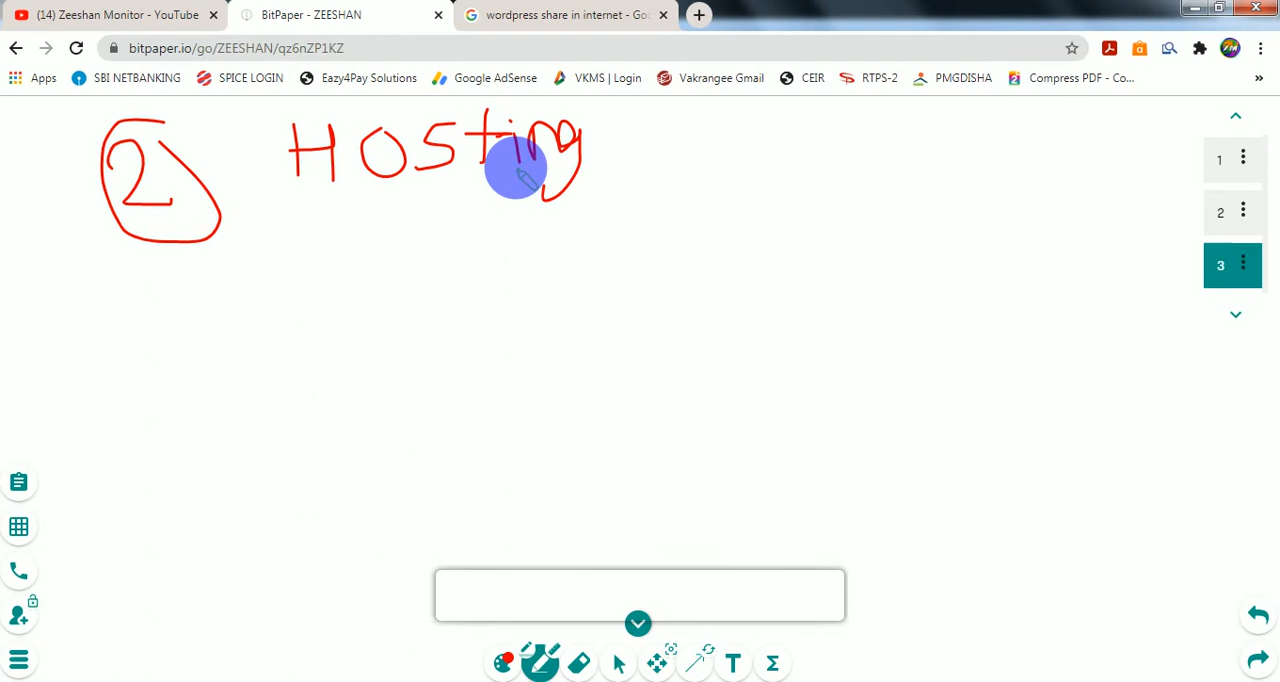 (14) Zeeshan Monitor - YouTube
BitPaper - ZEESHAN
wordpress share in internet - Goo
bitpaper.io/go/ZEESHAN/qz6nZP1KZ
Apps SBI NETBANKING SPICE LOGIN Eazy4Pay Solutions Google AdSense VKMS | Login Vakrangee Gmail CEIR RTPS-2 PMGDISHA Compress PDF - Co... »
2 HOSting
1
2
3
T Σ